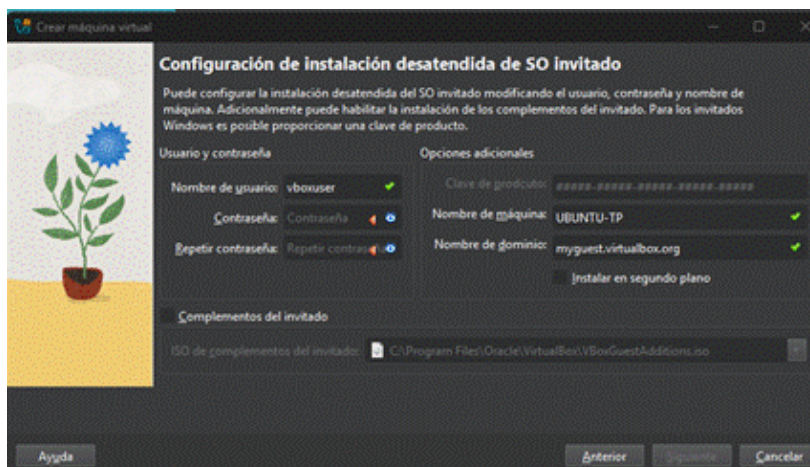 Crear máquina virtual
Configuración de instalación desatendida de SO invitado
Puede configurar la instalación desatendida del SO invitado modificando el usuario, contraseña y nombre de
máquina. Adicionalmente puede habilitar la instalación de los complementos del invitado. Para los invitados
Windows es posible proporcionar una clave de producto.
Usuario y contraseña
Nombre de usuario: vboxuser
Contraseña: Contraseña
Repetir contraseña: Repetir contraseña
Opciones adicionales
Clave de prodcuto: #####-#####-#####-#####-#####
Nombre de máquina: UBUNTU-TP
Nombre de dominio: myguest.virtualbox.org
Instalar en segundo plano
Complementos del invitado
ISO de complementos del invitado: C:\Program Files\Oracle\VirtualBox\VBoxGuestAdditions.iso
Ayuda
Anterior
Siguiente
Cancelar